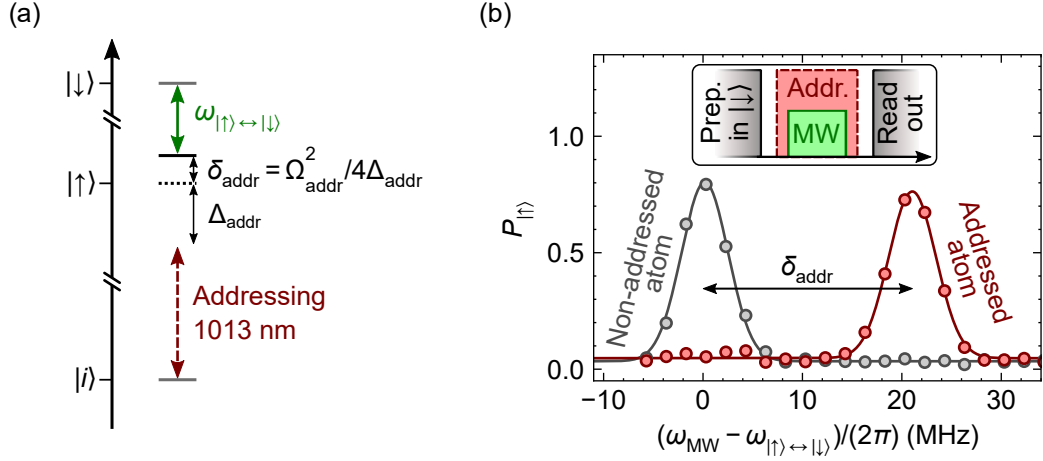 (a)
|↓⟩
ω|↑⟩↔|↓⟩
δaddr = Ω²addr/4Δaddr
|↑⟩
Δaddr
Addressing
1013 nm
|i⟩
(b)
Prep.
in |↓⟩
Addr.
MW
Read
out
P|↑⟩
1.0
0.5
0.0
Non-addressed
atom
δaddr
Addressed
atom
−10 0 10 20 30
(ωMW − ω|↑⟩↔|↓⟩)/(2π) (MHz)